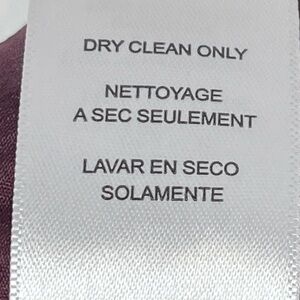 DRY CLEAN ONLY
NETTOYAGE
A SEC SEULEMENT
LAVAR EN SECO
SOLAMENTE